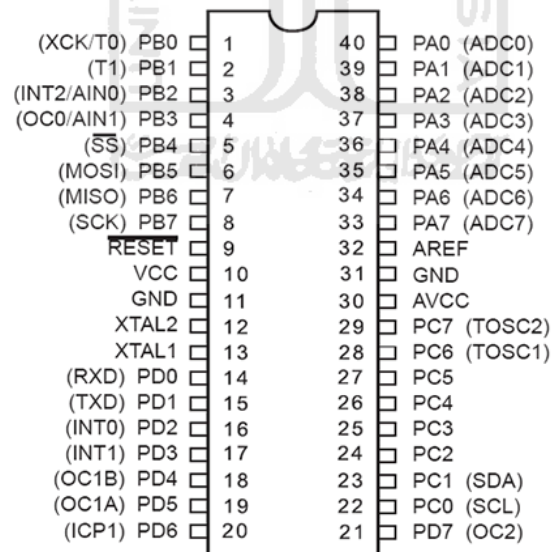 (XCK/T0) PB0 1 40 PA0 (ADC0)
(T1) PB1 2 39 PA1 (ADC1)
(INT2/AIN0) PB2 3 38 PA2 (ADC2)
(OC0/AIN1) PB3 4 37 PA3 (ADC3)
(SS) PB4 5 36 PA4 (ADC4)
(MOSI) PB5 6 35 PA5 (ADC5)
(MISO) PB6 7 34 PA6 (ADC6)
(SCK) PB7 8 33 PA7 (ADC7)
RESET 9 32 AREF
VCC 10 31 GND
GND 11 30 AVCC
XTAL2 12 29 PC7 (TOSC2)
XTAL1 13 28 PC6 (TOSC1)
(RXD) PD0 14 27 PC5
(TXD) PD1 15 26 PC4
(INT0) PD2 16 25 PC3
(INT1) PD3 17 24 PC2
(OC1B) PD4 18 23 PC1 (SDA)
(OC1A) PD5 19 22 PC0 (SCL)
(ICP1) PD6 20 21 PD7 (OC2)